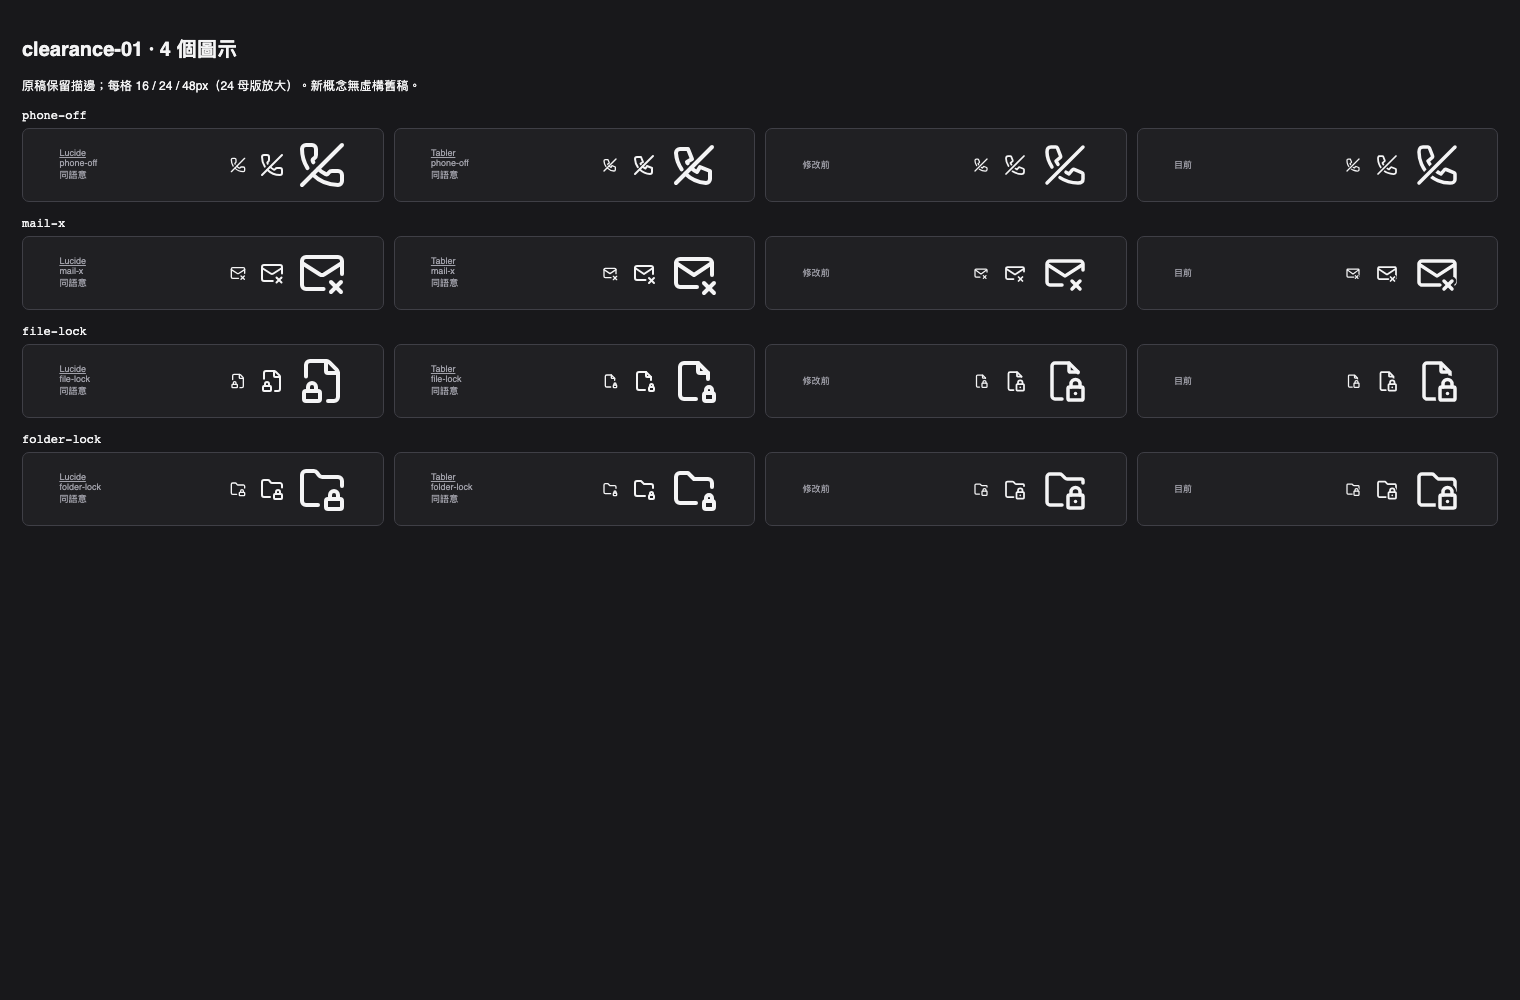 clearance-01 · 4 個圖示
原稿保留描邊；每格 16 / 24 / 48px（24 母版放大）。新概念無虛構舊稿。
phone-off
Lucide
phone-off
同語意
Tabler
phone-off
同語意
修改前
目前
mail-x
Lucide
mail-x
同語意
Tabler
mail-x
同語意
修改前
目前
file-lock
Lucide
file-lock
同語意
Tabler
file-lock
同語意
修改前
目前
folder-lock
Lucide
folder-lock
同語意
Tabler
folder-lock
同語意
修改前
目前